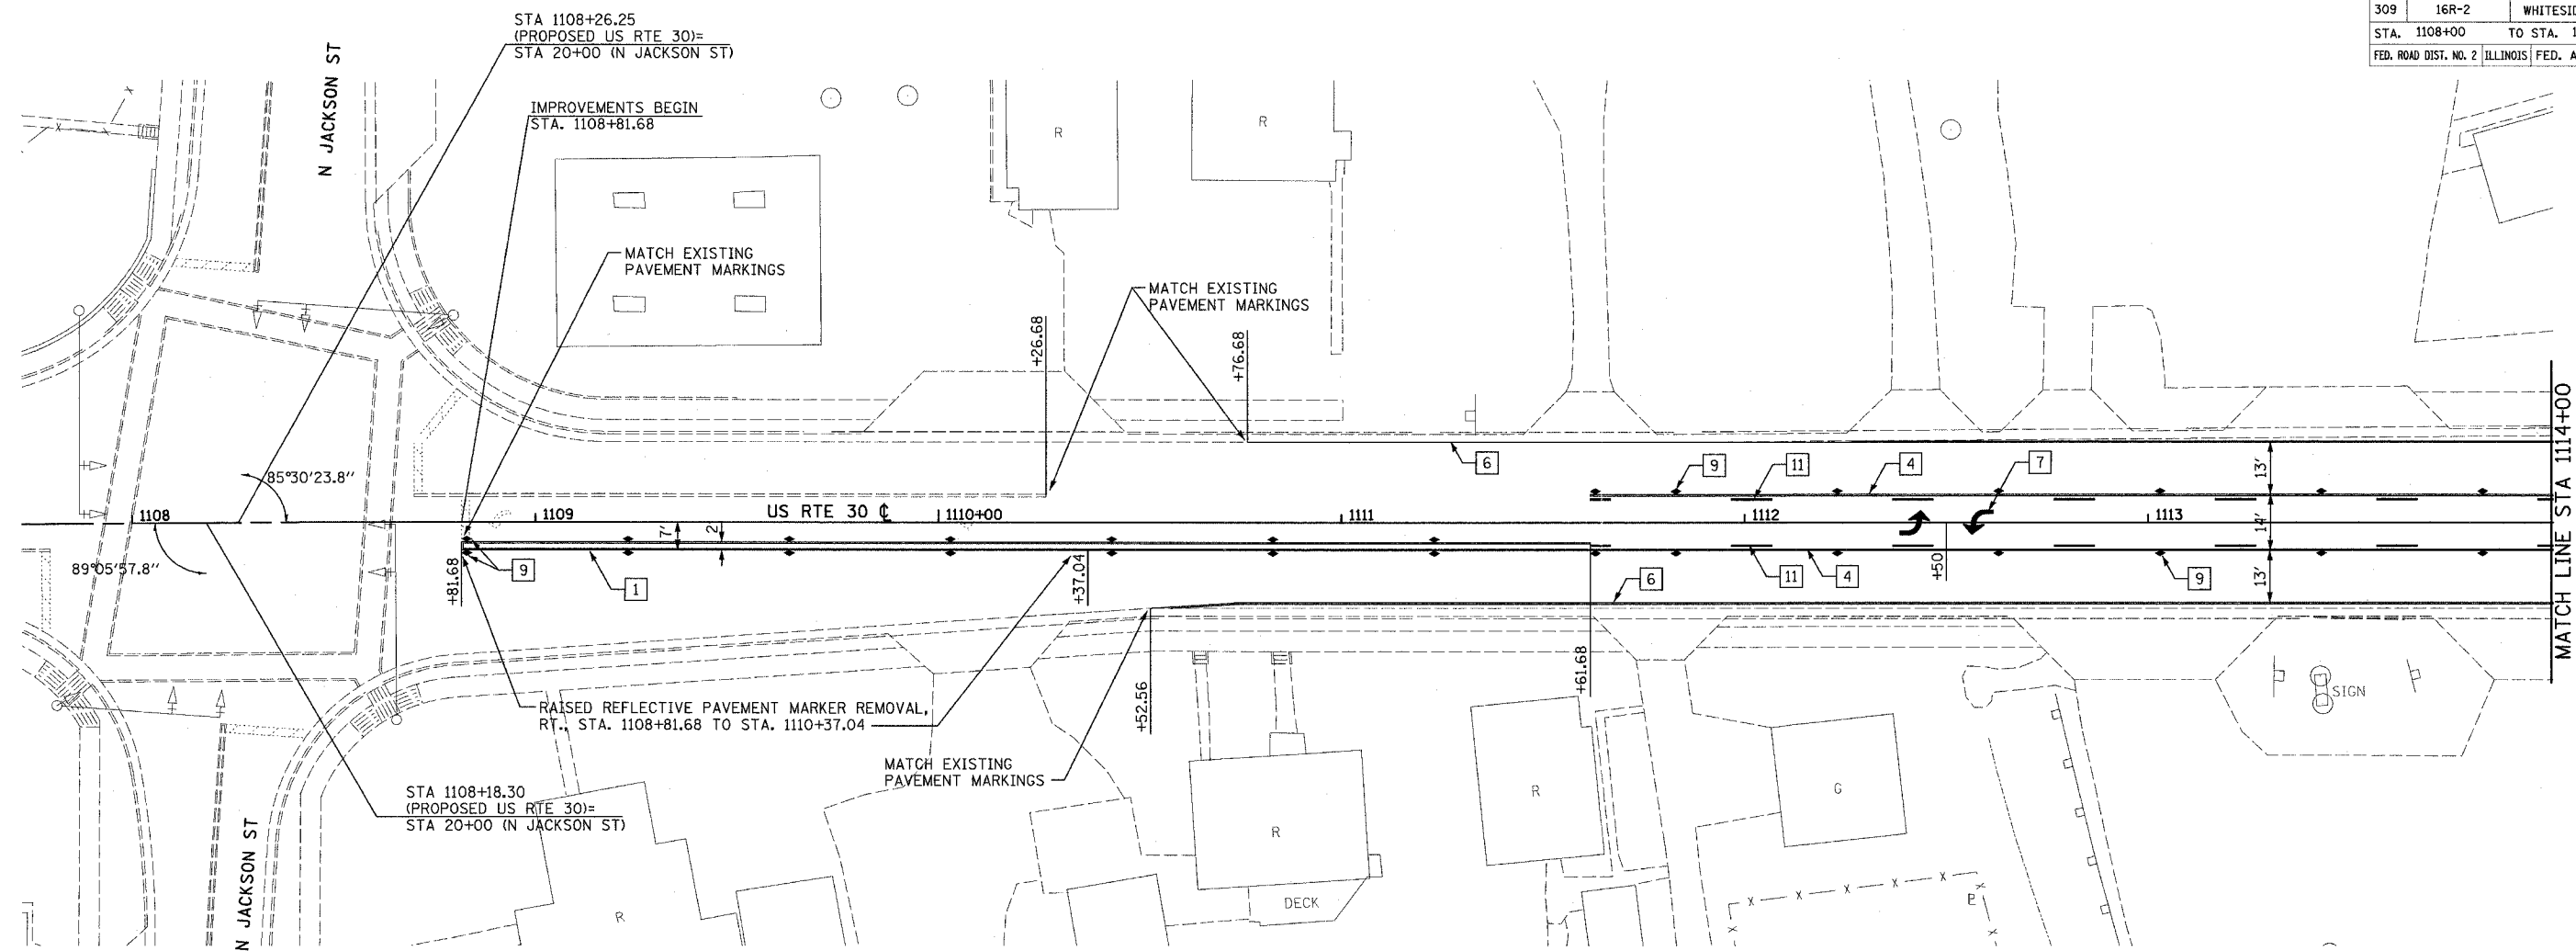 309 16R-2
STA. 1108+00 TO STA.
FED. ROAD DIST. NO. 2 ILLINOIS FED.
STA 1108+26.25
(PROPOSED US RTE 30)=
STA 20+00 (N JACKSON ST)
N JACKSON ST
IMPROVEMENTS BEGIN
STA. 1108+81.68
R
R
MATCH EXISTING
PAVEMENT MARKINGS
MATCH EXISTING
PAVEMENT MARKINGS
+26.68
+76.68
MATCH LINE STA 1114+00
6
9
11
4
7
13'
85°30'23.8"
1108
1109
US RTE 30 ℄
1110+00
1111
1112
1113
7'
2'
14'
89°05'57.8"
+81.68
9
1
+37.04
6
11
4
+50
9
13'
+52.56
+61.68
RAISED REFLECTIVE PAVEMENT MARKER REMOVAL,
RT., STA. 1108+81.68 TO STA. 1110+37.04
SIGN
MATCH EXISTING
PAVEMENT MARKINGS
STA 1108+18.30
(PROPOSED US RTE 30)=
STA 20+00 (N JACKSON ST)
N JACKSON ST
R
R
R
G
DECK